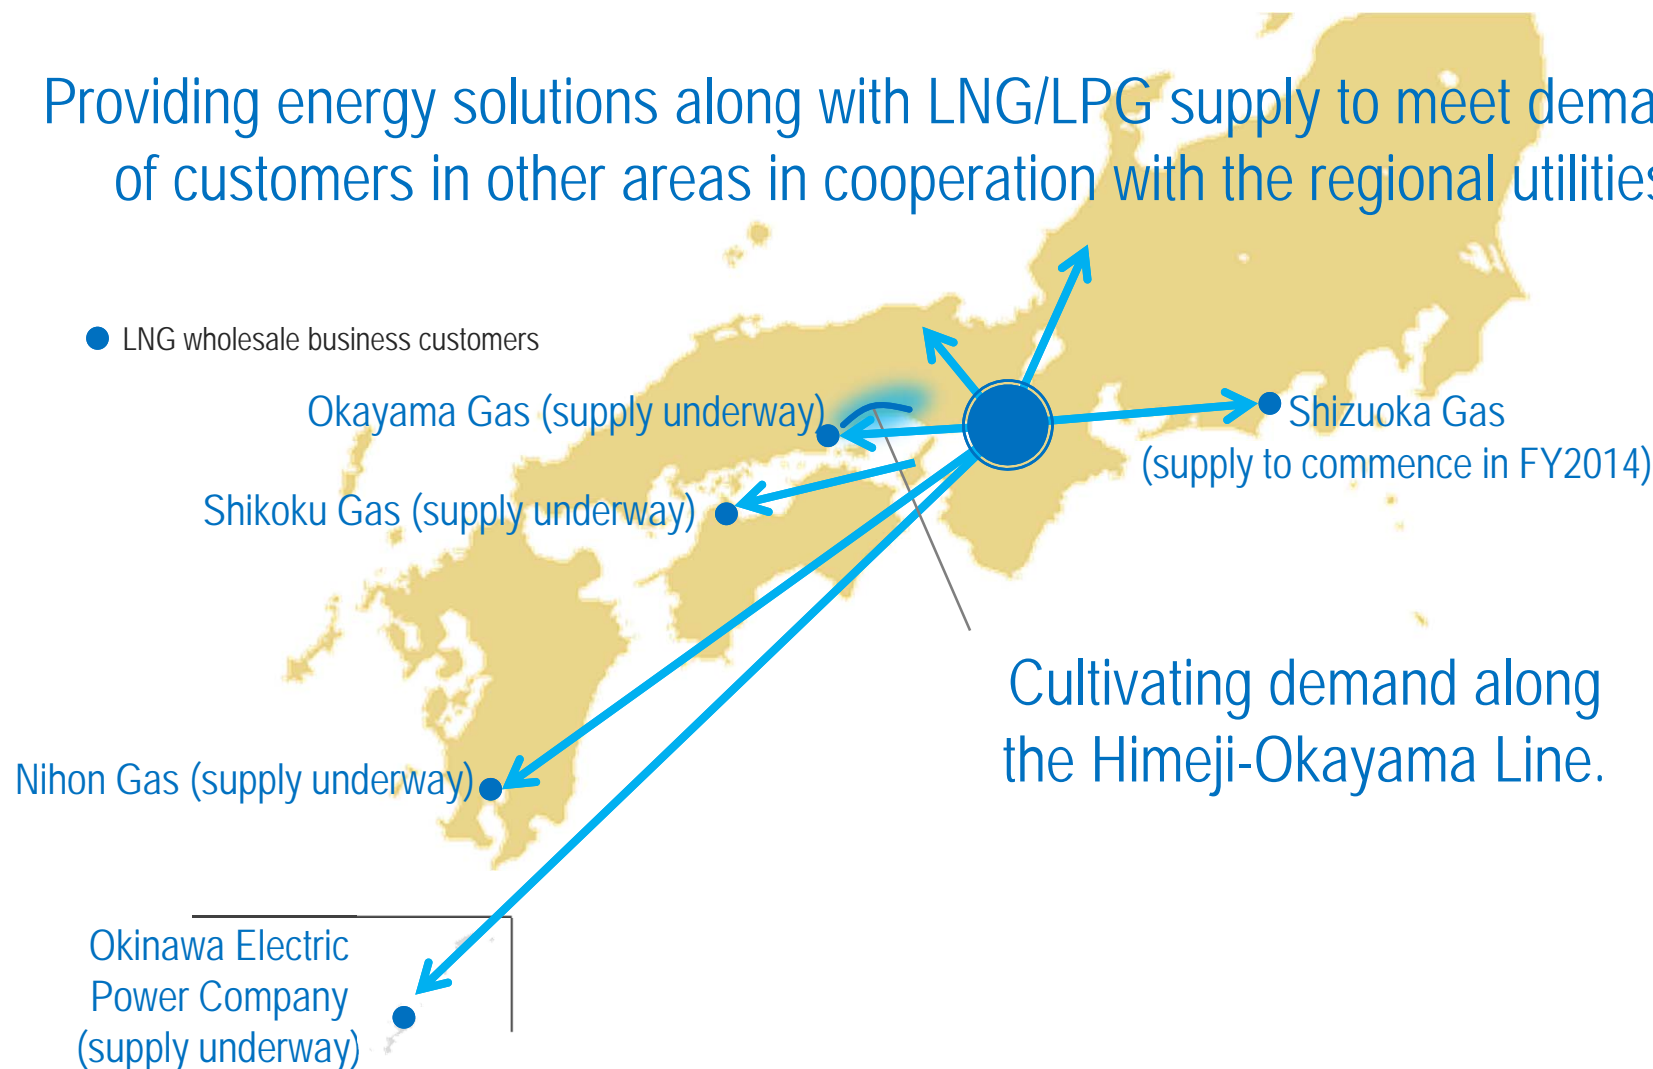 Providing energy solutions along with LNG/LPG supply to meet dema
of customers in other areas in cooperation with the regional utilities
LNG wholesale business customers
Okayama Gas (supply underway)
Shizuoka Gas
(supply to commence in FY2014)
Shikoku Gas (supply underway)
Cultivating demand along
the Himeji-Okayama Line.
Nihon Gas (supply underway)
Okinawa Electric
Power Company
(supply underway)